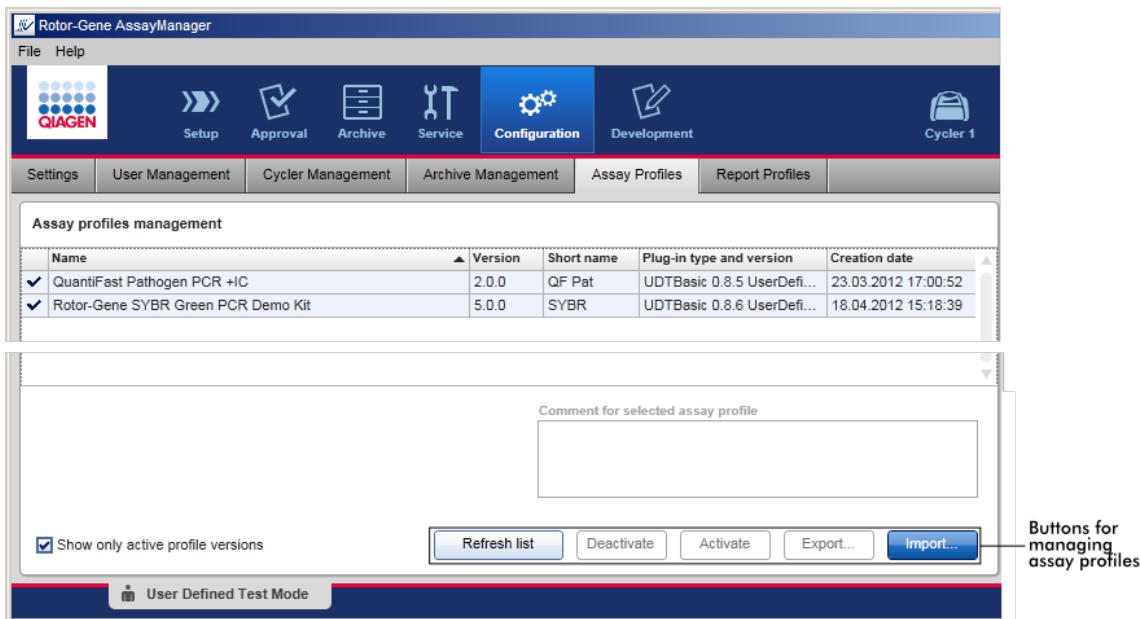 Rotor-Gene AssayManager
File Help
QIAGEN
Setup Approval Archive Service Configuration Development Cycler 1
Settings User Management Cycler Management Archive Management Assay Profiles Report Profiles
Assay profiles management
Name Version Short name Plug-in type and version Creation date
QuantiFast Pathogen PCR +IC 2.0.0 QF Pat UDTBasic 0.8.5 UserDefi... 23.03.2012 17:00:52
Rotor-Gene SYBR Green PCR Demo Kit 5.0.0 SYBR UDTBasic 0.8.6 UserDefi... 18.04.2012 15:18:39
Comment for selected assay profile
Show only active profile versions Refresh list Deactivate Activate Export... Import...
Buttons for
managing
assay profiles
User Defined Test Mode